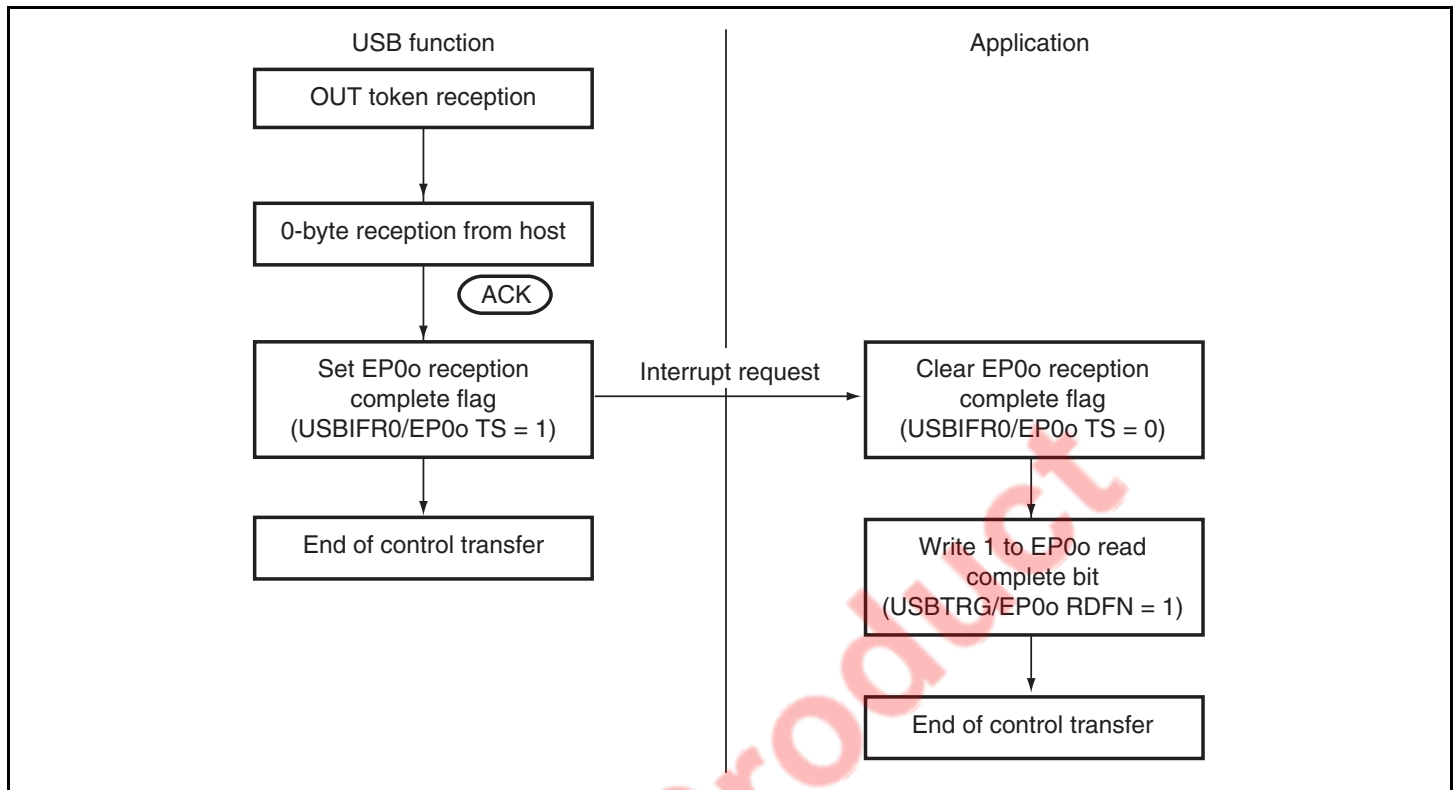 USB function
Application
OUT token reception
0-byte reception from host
ACK
Set EP0o reception
complete flag
(USBIFR0/EP0o TS = 1)
Interrupt request
Clear EP0o reception
complete flag
(USBIFR0/EP0o TS = 0)
End of control transfer
Write 1 to EP0o read
complete bit
(USBTRG/EP0o RDFN = 1)
End of control transfer
roduct